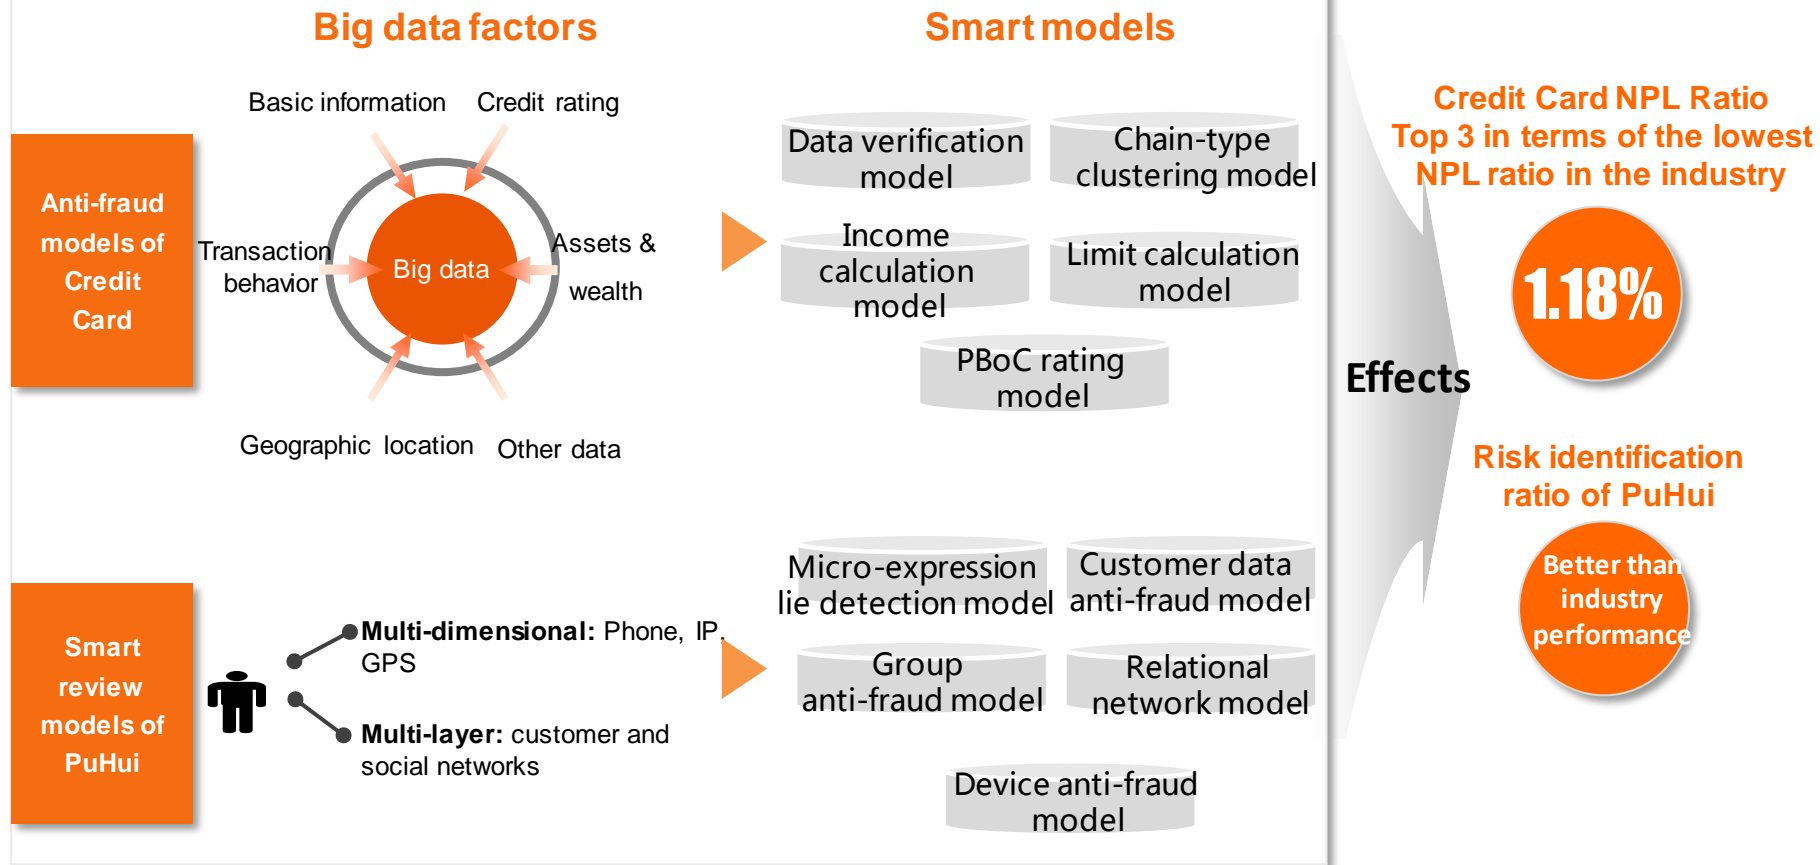 Big data factors
Smart models
Anti-fraud
models of
Credit
Card
Basic information
Credit rating
Transaction
behavior
Big data
Assets &
wealth
Geographic location
Other data
Data verification
model
Chain-type
clustering model
Income
calculation
model
Limit calculation
model
PBoC rating
model
Smart
review
models of
PuHui
Multi-dimensional: Phone, IP,
GPS
Multi-layer: customer and
social networks
Micro-expression
lie detection model
Customer data
anti-fraud model
Group
anti-fraud model
Relational
network model
Device anti-fraud
model
Effects
Credit Card NPL Ratio
Top 3 in terms of the lowest
NPL ratio in the industry
1.18%
Risk identification
ratio of PuHui
Better than
industry
performance